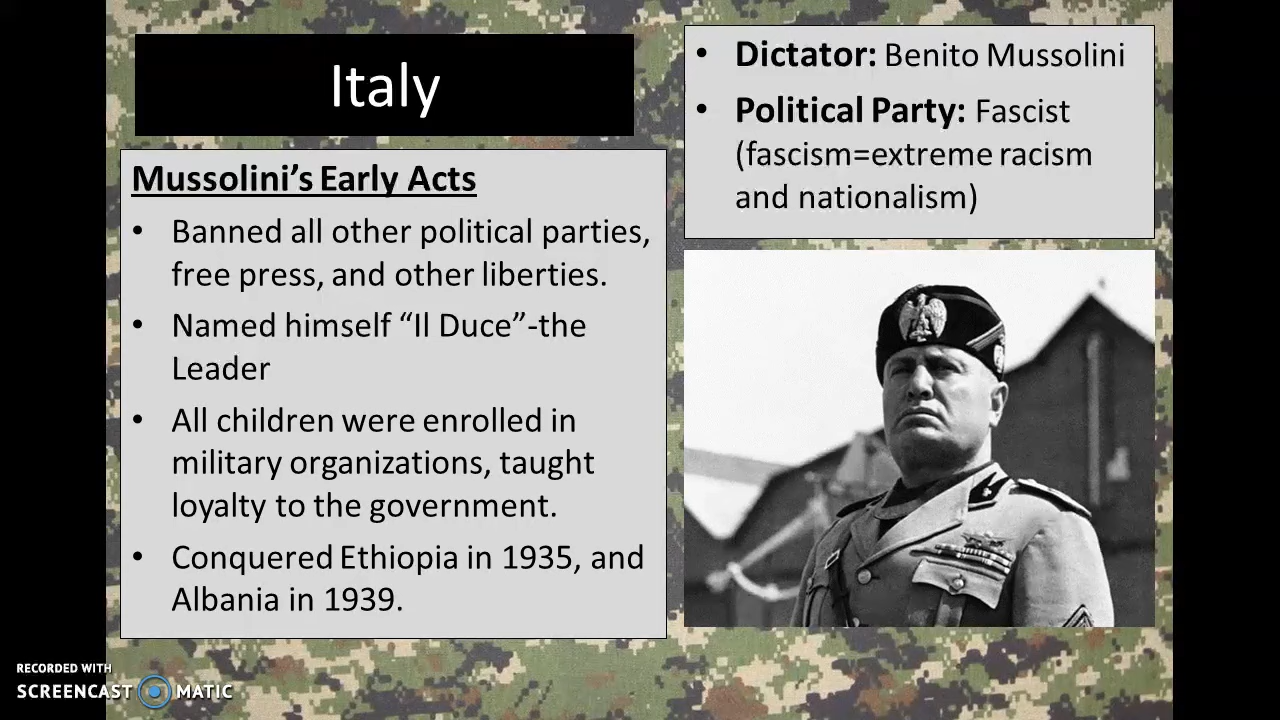 Italy
Mussolini's Early Acts
• Banned all other political parties,
free press, and other liberties.
• Named himself “Il Duce”-the
Leader
• All children were enrolled in
military organizations, taught
loyalty to the government.
• Conquered Ethiopia in 1935, and
Albania in 1939.
• Dictator: Benito Mussolini
• Political Party: Fascist
(fascism=extreme racism
and nationalism)
RECORDED WITH
SCREENCAST MATIC